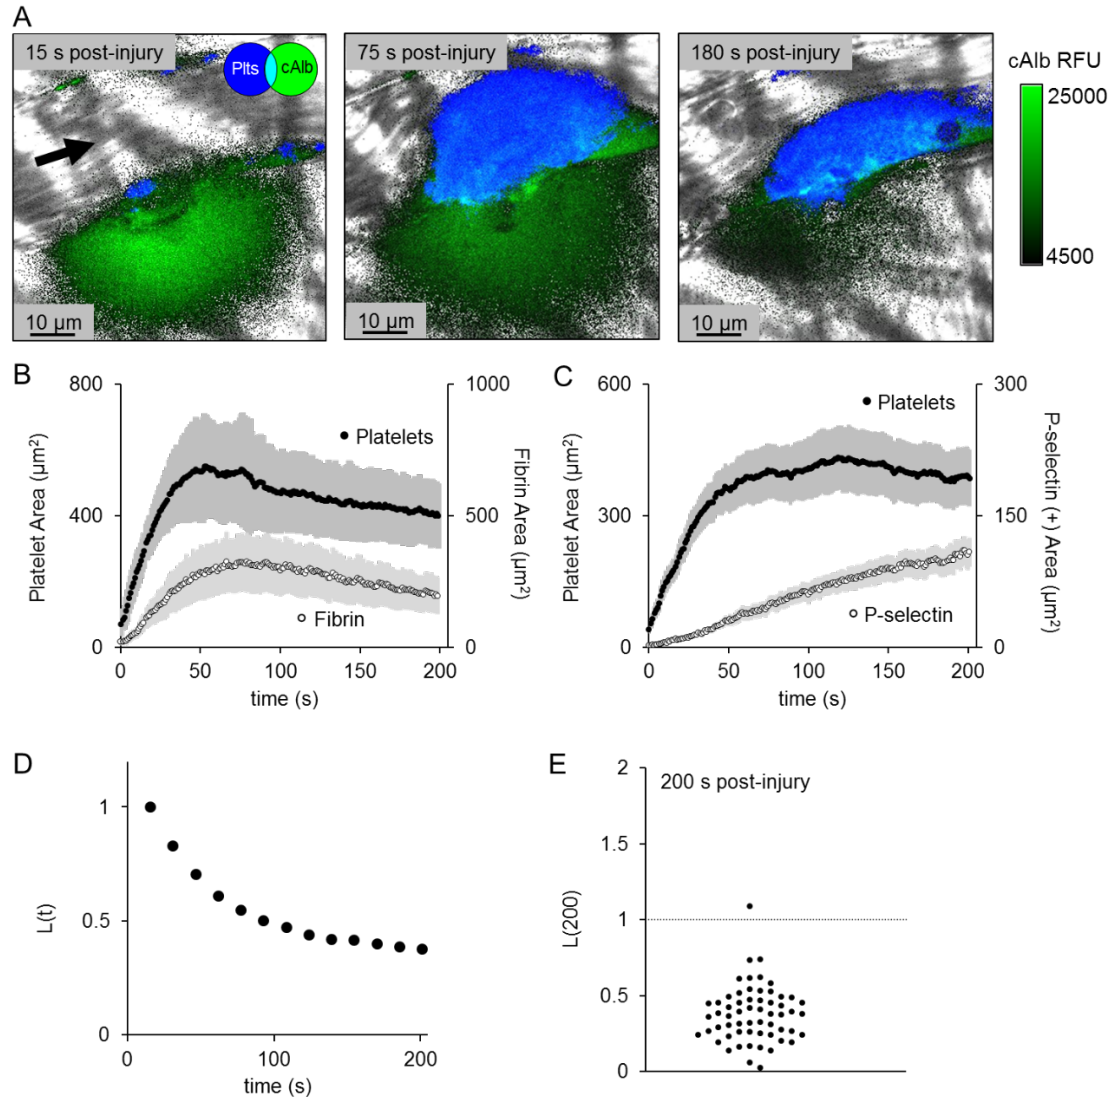 A
15 s post-injury
Plts
cAlb
10 µm
75 s post-injury
10 µm
180 s post-injury
10 µm
cAlb RFU
25000
4500
B
800
400
0
Platelet Area (µm²)
Platelets
Fibrin
1000
500
0
Fibrin Area (µm²)
0
50
100
150
200
time (s)
C
600
300
0
Platelet Area (µm²)
Platelets
P-selectin
300
150
0
P-selectin (+) Area (µm²)
0
50
100
150
200
time (s)
D
1
0.5
0
L(t)
0
100
200
time (s)
E
200 s post-injury
2
1.5
1
0.5
0
L(200)